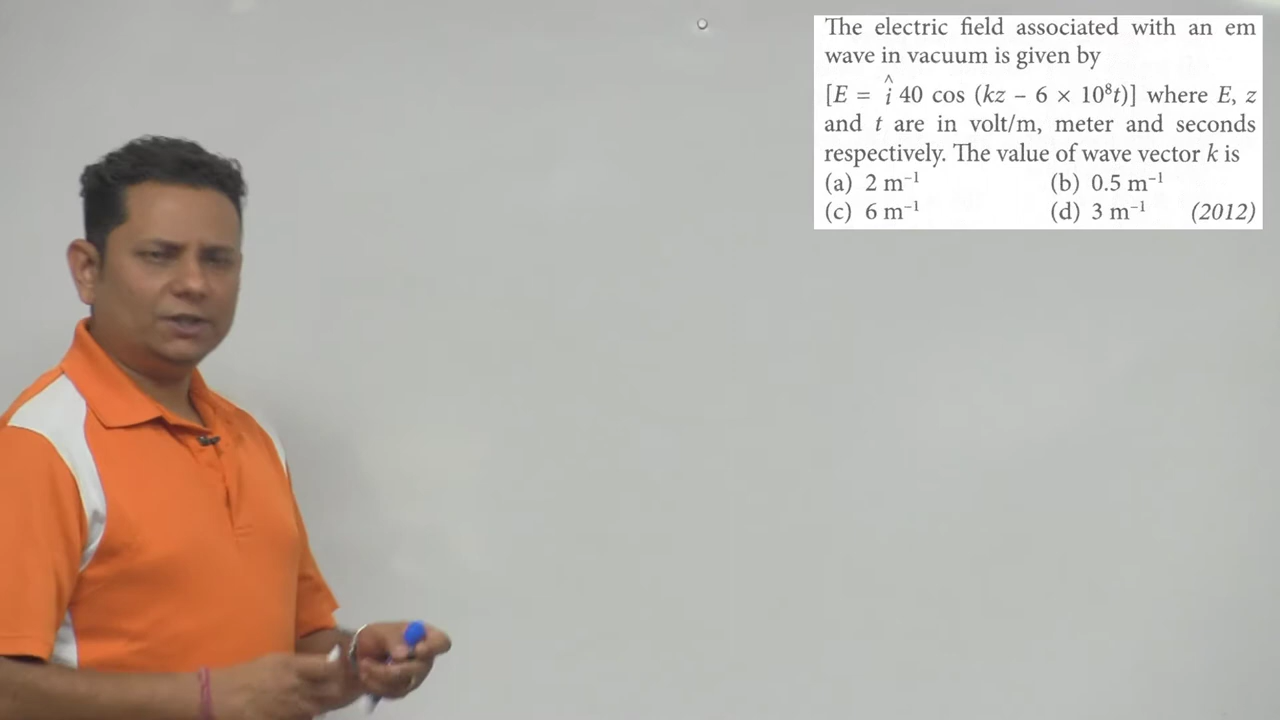 The electric field associated with an em
wave in vacuum is given by
[E = î 40 cos (kz – 6 × 10⁸t)] where E, z
and t are in volt/m, meter and seconds
respectively. The value of wave vector k is
(a) 2 m⁻¹ (b) 0.5 m⁻¹
(c) 6 m⁻¹ (d) 3 m⁻¹ (2012)